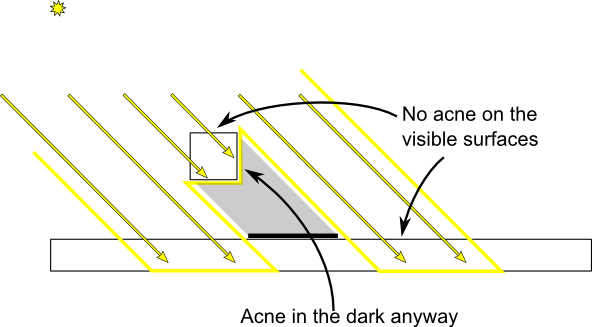 No acne on the
visible surfaces
Acne in the dark anyway